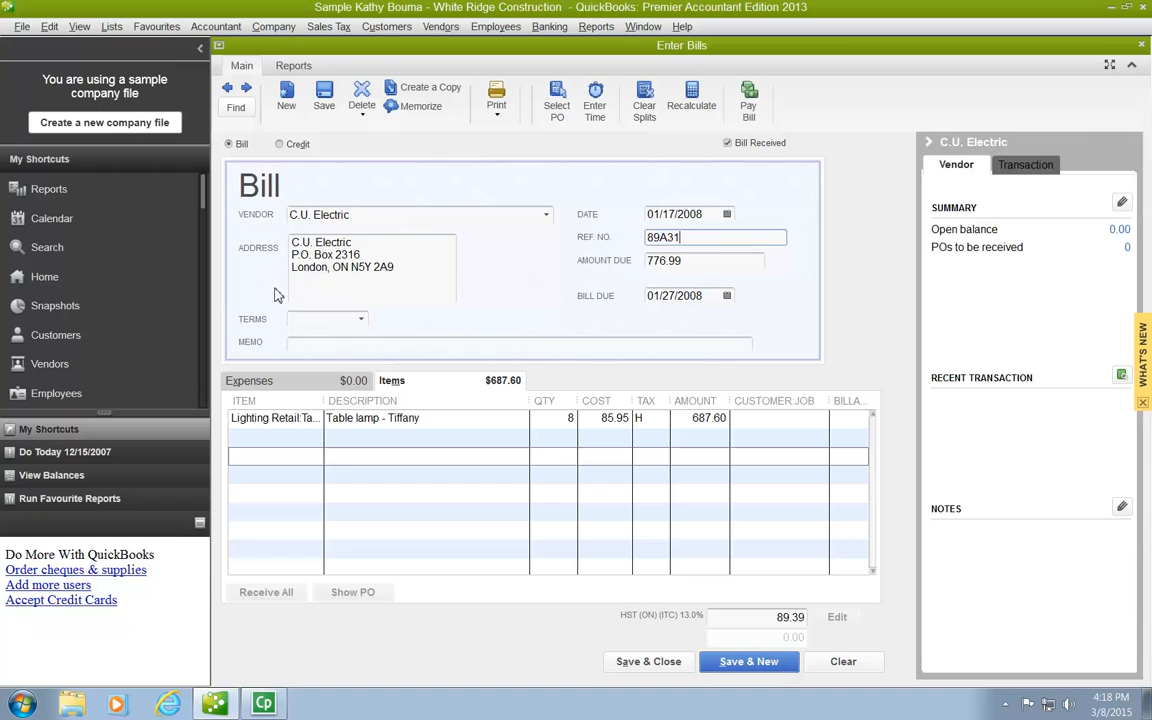 Sample Kathy Bouma - White Ridge Construction - QuickBooks: Premier Accountant Edition 2013
File Edit View Lists Favourites Accountant Company Sales Tax Customers Vendors Employees Banking Reports Window Help
Enter Bills
You are using a sample
company file
Create a new company file
My Shortcuts
Reports
Calendar
Search
Home
Snapshots
Customers
Vendors
Employees
My Shortcuts
Do Today 12/15/2007
View Balances
Run Favourite Reports
Do More With QuickBooks
Order cheques & supplies
Add more users
Accept Credit Cards
Main Reports
Find
New
Save
Delete
Create a Copy
Memorize
Print
Select
PO
Enter
Time
Clear
Splits
Recalculate
Pay
Bill
Bill Credit Bill Received
Bill
VENDOR C.U. Electric
ADDRESS C.U. Electric
P.O. Box 2316
London, ON N5Y 2A9
TERMS
MEMO
DATE 01/17/2008
REF. NO. 89A31
AMOUNT DUE 776.99
BILL DUE 01/27/2008
Expenses $0.00 Items $687.60
ITEM DESCRIPTION QTY COST TAX AMOUNT CUSTOMER:JOB BILLA...
Lighting Retail:Ta... Table lamp - Tiffany 8 85.95 H 687.60
Receive All Show PO
HST (ON) (ITC) 13.0% 89.39 Edit
0.00
Save & Close Save & New Clear
C.U. Electric
Vendor Transaction
SUMMARY
Open balance 0.00
POs to be received 0
RECENT TRANSACTION
NOTES
WHAT'S NEW
Cp
4:18 PM
3/8/2015